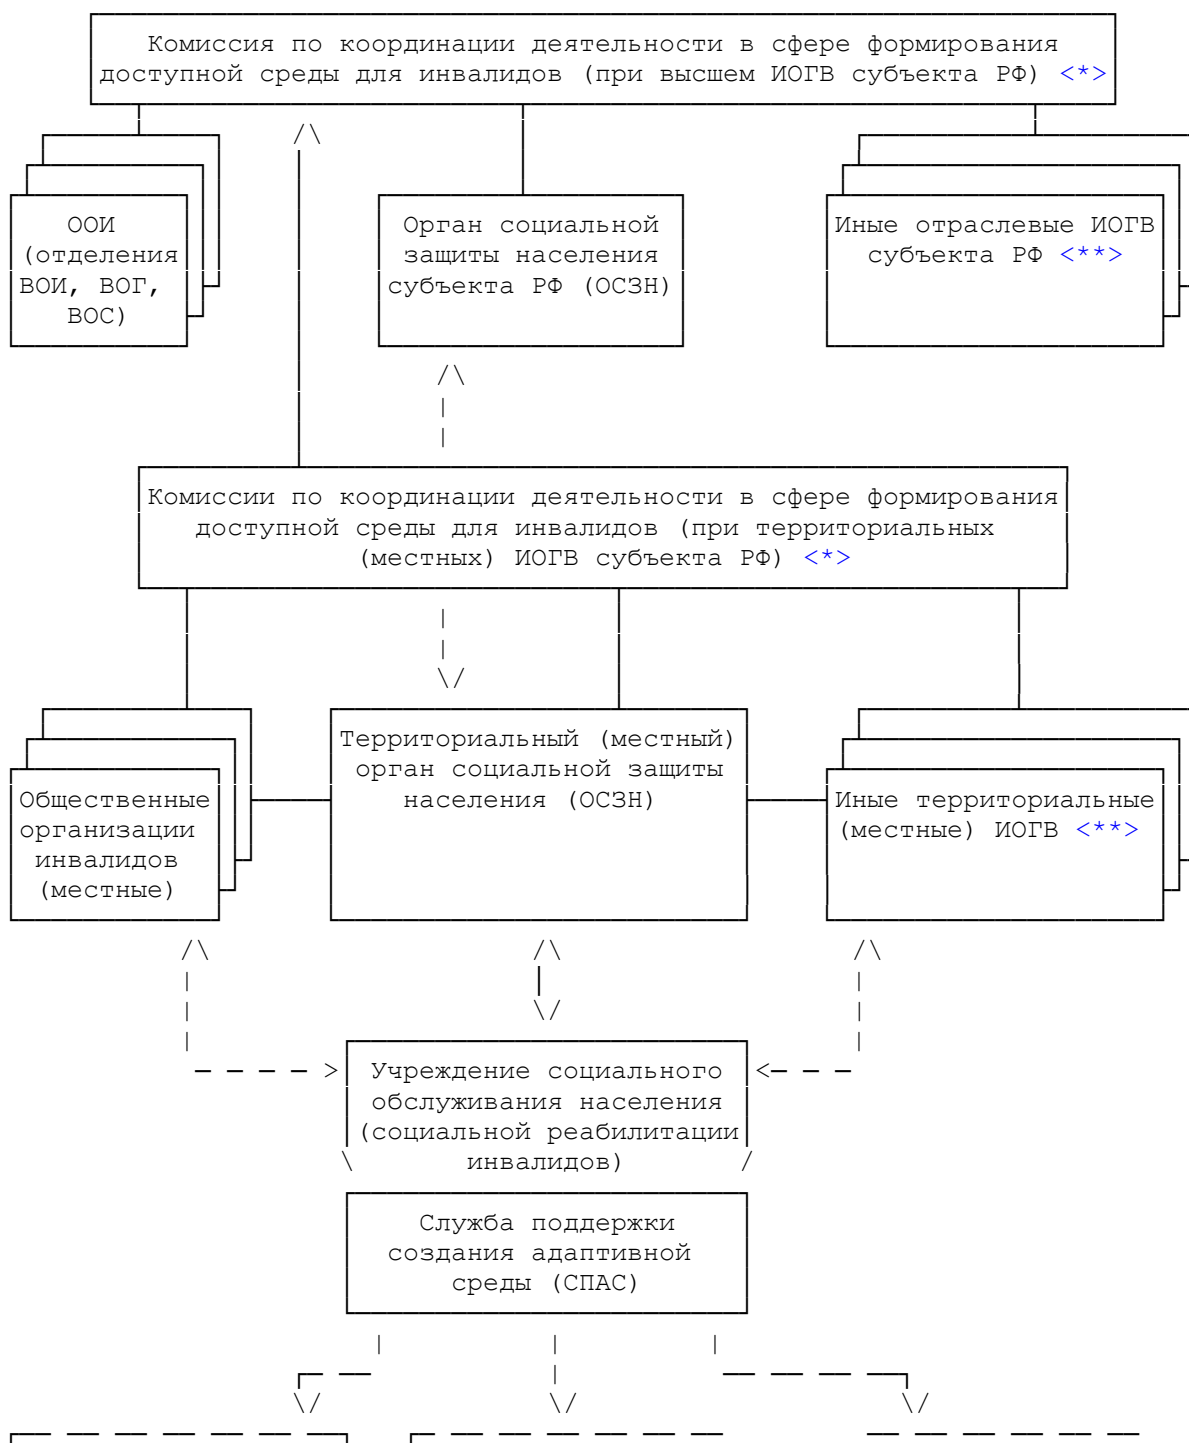 Комиссия по координации деятельности в сфере формирования
доступной среды для инвалидов (при высшем ИОГВ субъекта РФ) <*>
ООИ
(отделения
ВОИ, ВОГ,
ВОС)
Орган социальной
защиты населения
субъекта РФ (ОСЗН)
Иные отраслевые ИОГВ
субъекта РФ <**>
Комиссии по координации деятельности в сфере формирования
доступной среды для инвалидов (при территориальных
(местных) ИОГВ субъекта РФ) <*>
Общественные
организации
инвалидов
(местные)
Территориальный (местный)
орган социальной защиты
населения (ОСЗН)
Иные территориальные
(местные) ИОГВ <**>
Учреждение социального
обслуживания населения
(социальной реабилитации
инвалидов)
Служба поддержки
создания адаптивной
среды (СПАС)